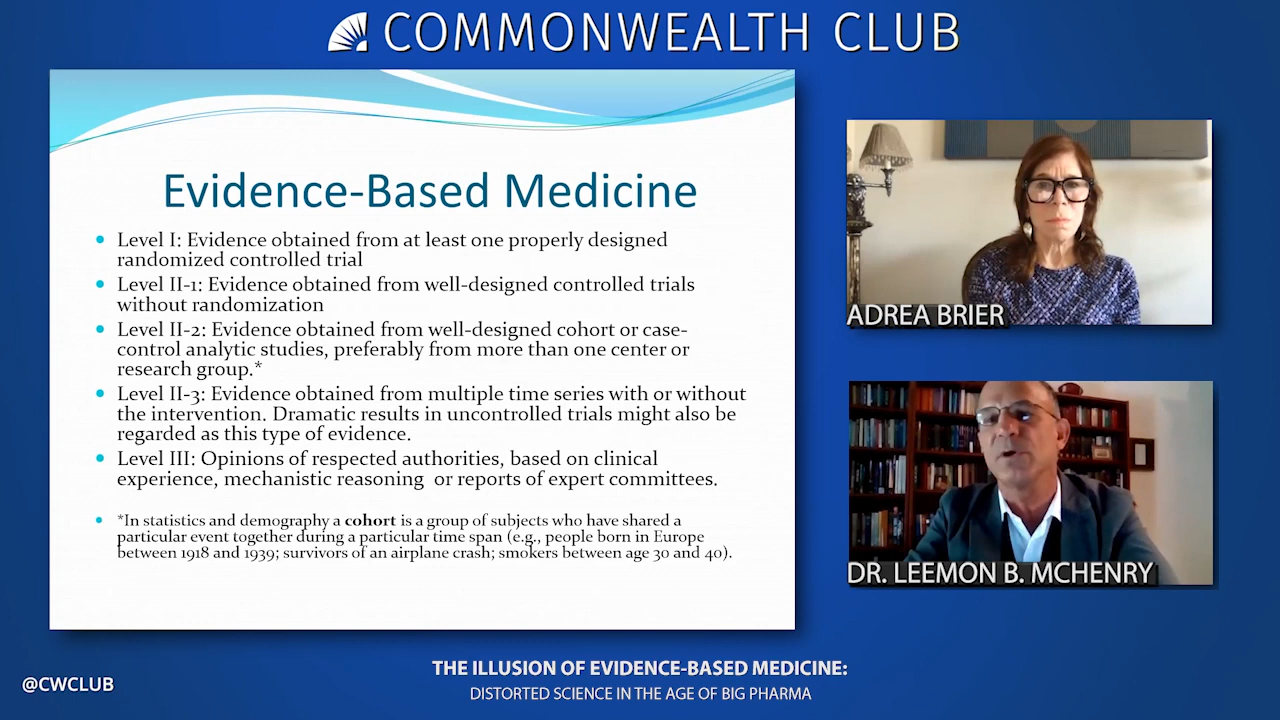 COMMONWEALTH CLUB
Evidence-Based Medicine
• Level I: Evidence obtained from at least one properly designed
randomized controlled trial
• Level II-1: Evidence obtained from well-designed controlled trials
without randomization
• Level II-2: Evidence obtained from well-designed cohort or case-
control analytic studies, preferably from more than one center or
research group.*
• Level II-3: Evidence obtained from multiple time series with or without
the intervention. Dramatic results in uncontrolled trials might also be
regarded as this type of evidence.
• Level III: Opinions of respected authorities, based on clinical
experience, mechanistic reasoning or reports of expert committees.
• *In statistics and demography a cohort is a group of subjects who have shared a
particular event together during a particular time span (e.g., people born in Europe
between 1918 and 1939; survivors of an airplane crash; smokers between age 30 and 40).
ADREA BRIER
DR. LEEMON B. MCHENRY
@CWCLUB
THE ILLUSION OF EVIDENCE-BASED MEDICINE:
DISTORTED SCIENCE IN THE AGE OF BIG PHARMA